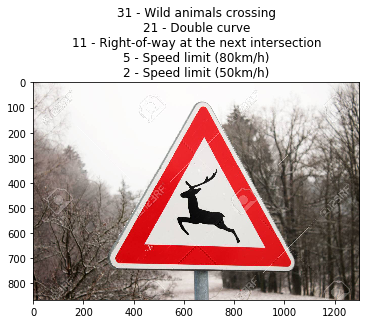 31 - Wild animals crossing
21 - Double curve
11 - Right-of-way at the next intersection
5 - Speed limit (80km/h)
2 - Speed limit (50km/h)
0
100
200
300
400
500
600
700
800
0 200 400 600 800 1000 1200